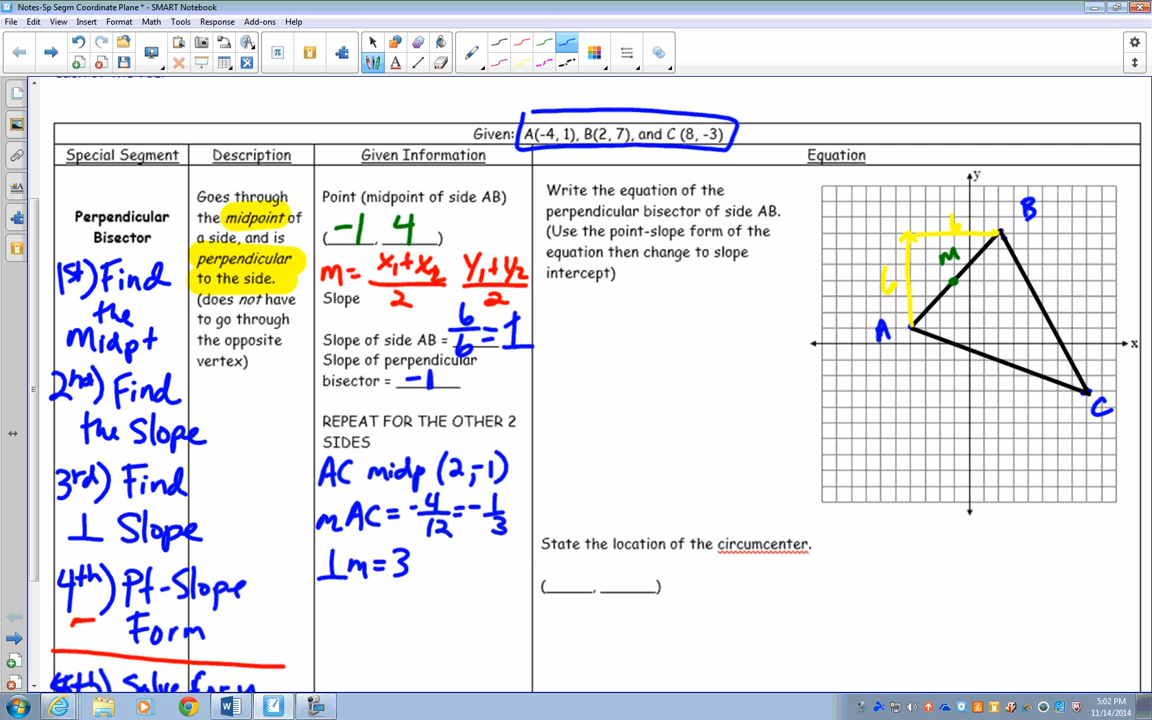 Notes-Sp Segm Coordinate Plane * - SMART Notebook
File Edit View Insert Format Math Tools Response Add-ons Help
Given: A(-4, 1), B(2, 7), and C (8, -3)
Special Segment
Description
Given Information
Equation
Perpendicular
Bisector
1st) Find
the
Midpt
2nd) Find
the Slope
3rd) Find
⊥ Slope
4th) Pt-Slope
Form
Goes through
the midpoint of
a side, and is
perpendicular
to the side.
(does not have
to go through
the opposite
vertex)
Point (midpoint of side AB)
(-1, 4)
m = x₁+x₂/2 y₁+y₂/2
Slope
Slope of side AB = 6/6 = 1
Slope of perpendicular
bisector = -1
REPEAT FOR THE OTHER 2
SIDES
AC midp (2,-1)
mAC = -4/12 = -1/3
⊥m = 3
Write the equation of the
perpendicular bisector of side AB.
(Use the point-slope form of the
equation then change to slope
intercept)
State the location of the circumcenter.
(______, _______)
y
B
6
M
6
A
x
C
5:02 PM
11/14/2014